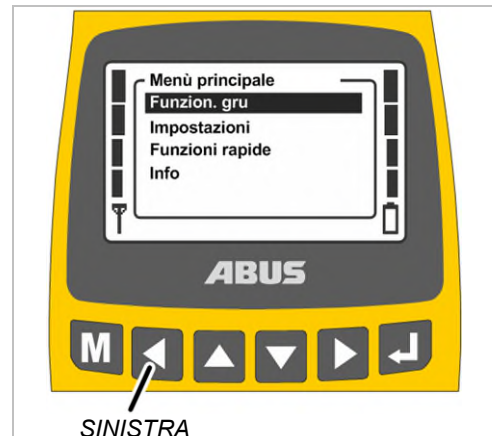 Menù principale
Funzion. gru
Impostazioni
Funzioni rapide
Info
ABUS
M
SINISTRA